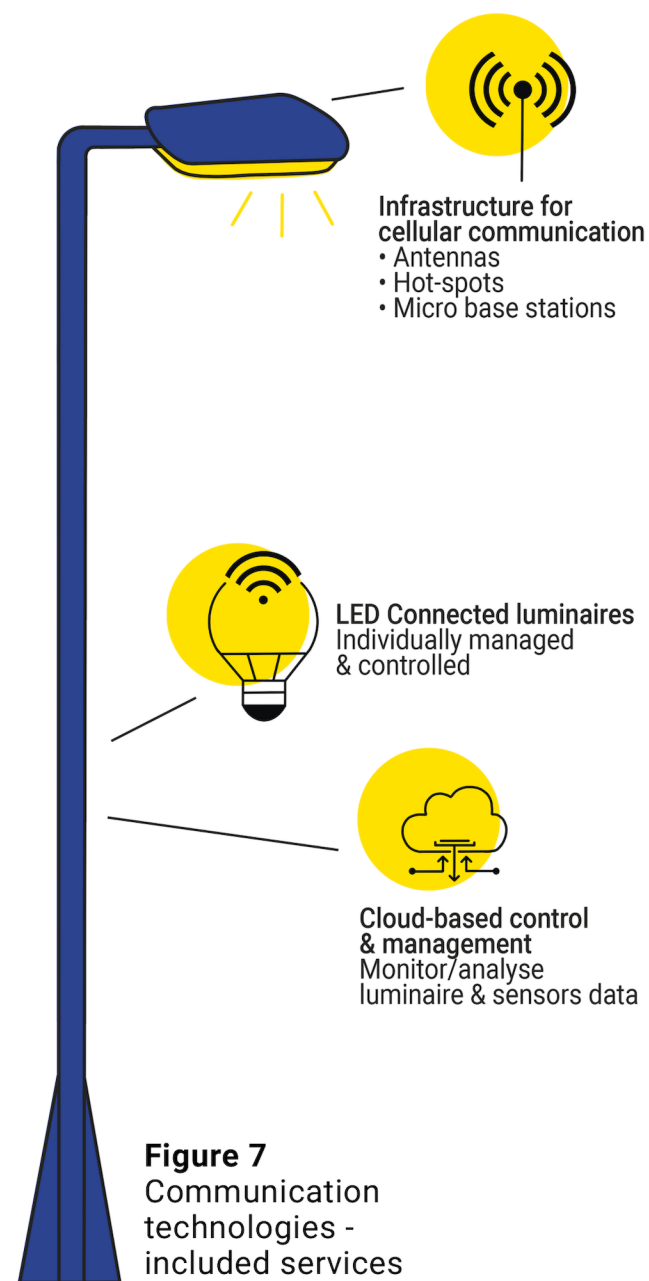 Infrastructure for
cellular communication
• Antennas
• Hot-spots
• Micro base stations
LED Connected luminaires
Individually managed
& controlled
Cloud-based control
& management
Monitor/analyse
luminaire & sensors data
Figure 7
Communication
technologies -
included services